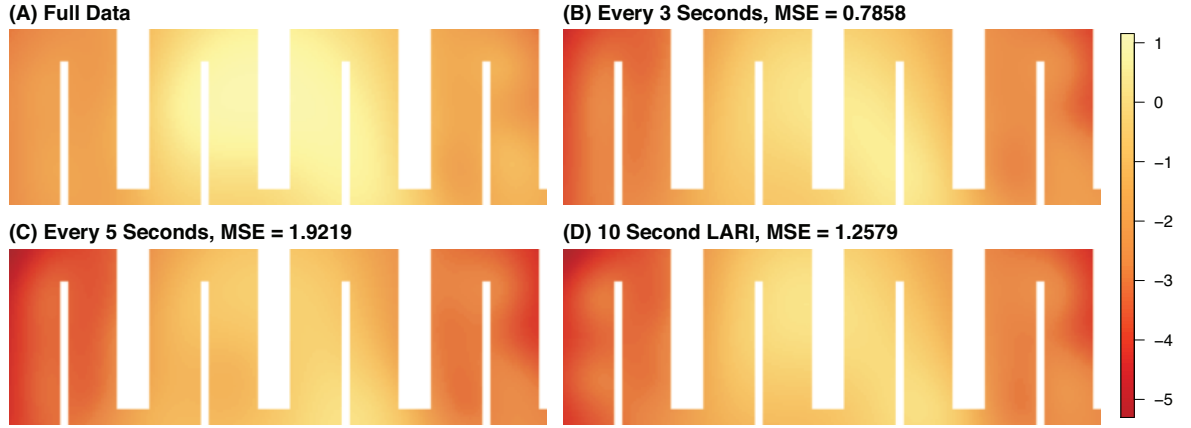 (A) Full Data
(B) Every 3 Seconds, MSE = 0.7858
(C) Every 5 Seconds, MSE = 1.9219
(D) 10 Second LARI, MSE = 1.2579
1
0
−1
−2
−3
−4
−5